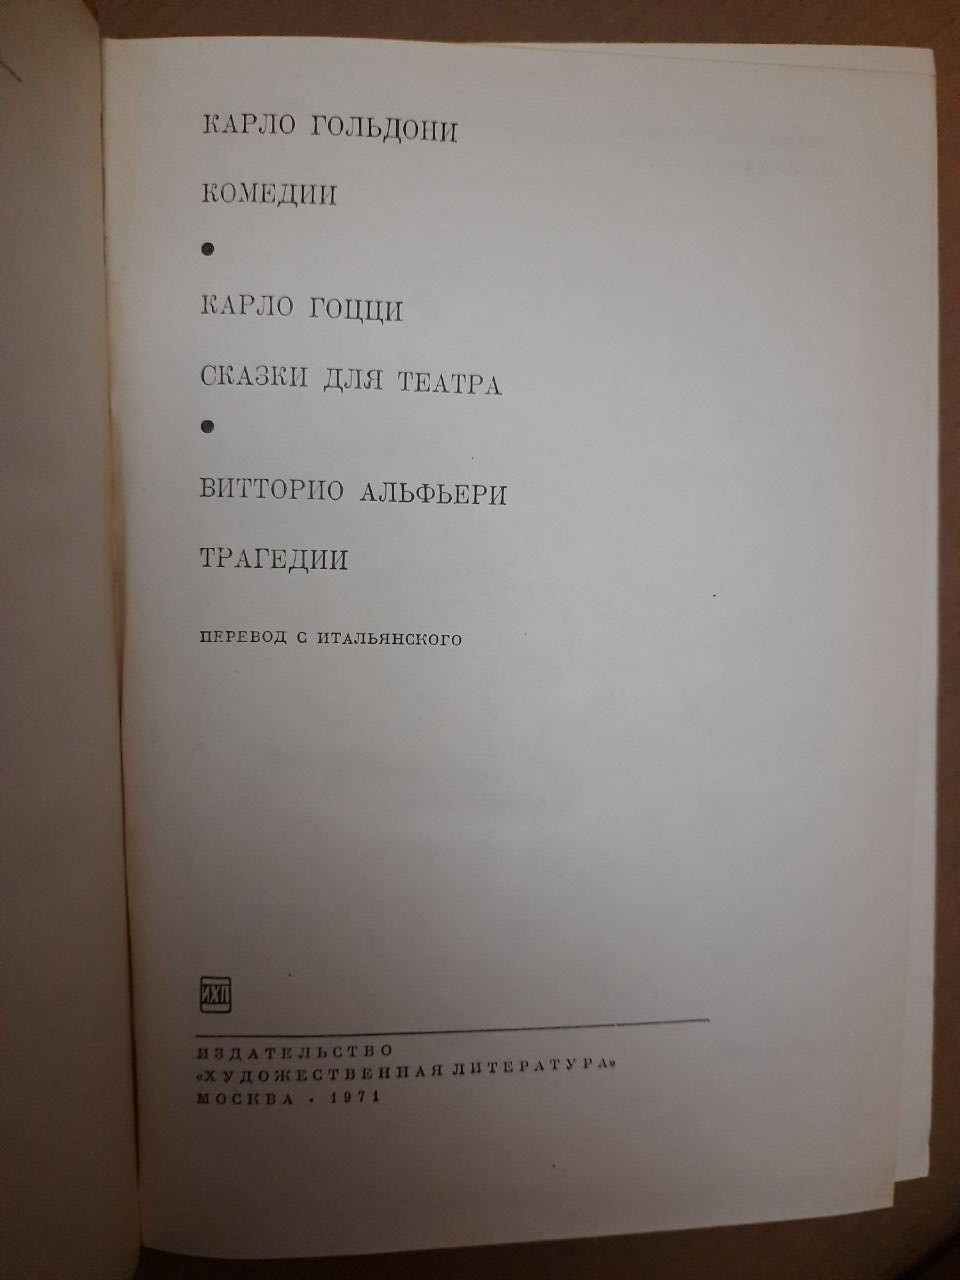 КАРЛО ГОЛЬДОНИ
КОМЕДИИ
•
КАРЛО ГОЦЦИ
СКАЗКИ ДЛЯ ТЕАТРА
•
ВИТТОРИО АЛЬФЬЕРИ
ТРАГЕДИИ
ПЕРЕВОД С ИТАЛЬЯНСКОГО
ИХЛ
ИЗДАТЕЛЬСТВО
«ХУДОЖЕСТВЕННАЯ ЛИТЕРАТУРА»
МОСКВА • 1971